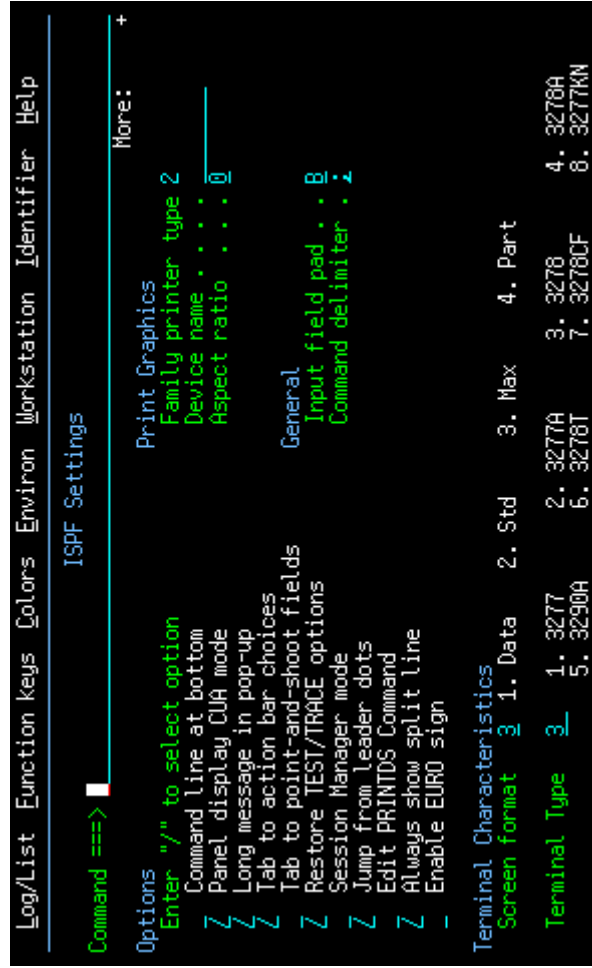 Log/List  Function keys  Colors  Environ  Workstation  Identifier  Help
ISPF Settings
Command ===>
More:     +
Options                                  Print Graphics
Enter "/" to select option             Family printer type 2
Command line at bottom             Device name . . . .
/ Panel display CUA mode             Aspect ratio  . . . 0
/ Long message in pop-up
/ Tab to action bar choices
Tab to point-and-shoot fields    General
/ Restore TEST/TRACE options         Input field pad . . B
Session Manager mode               Command delimiter . ;
/ Jump from leader dots
Edit PRINTDS Command
/ Always show split line
_ Enable EURO sign
Terminal Characteristics
Screen format  3  1. Data    2. Std     3. Max     4. Part
Terminal Type  3  1. 3277    2. 3277A   3. 3278    4. 3278A
5. 3290A   6. 3278T   7. 3278CF  8. 3277KN